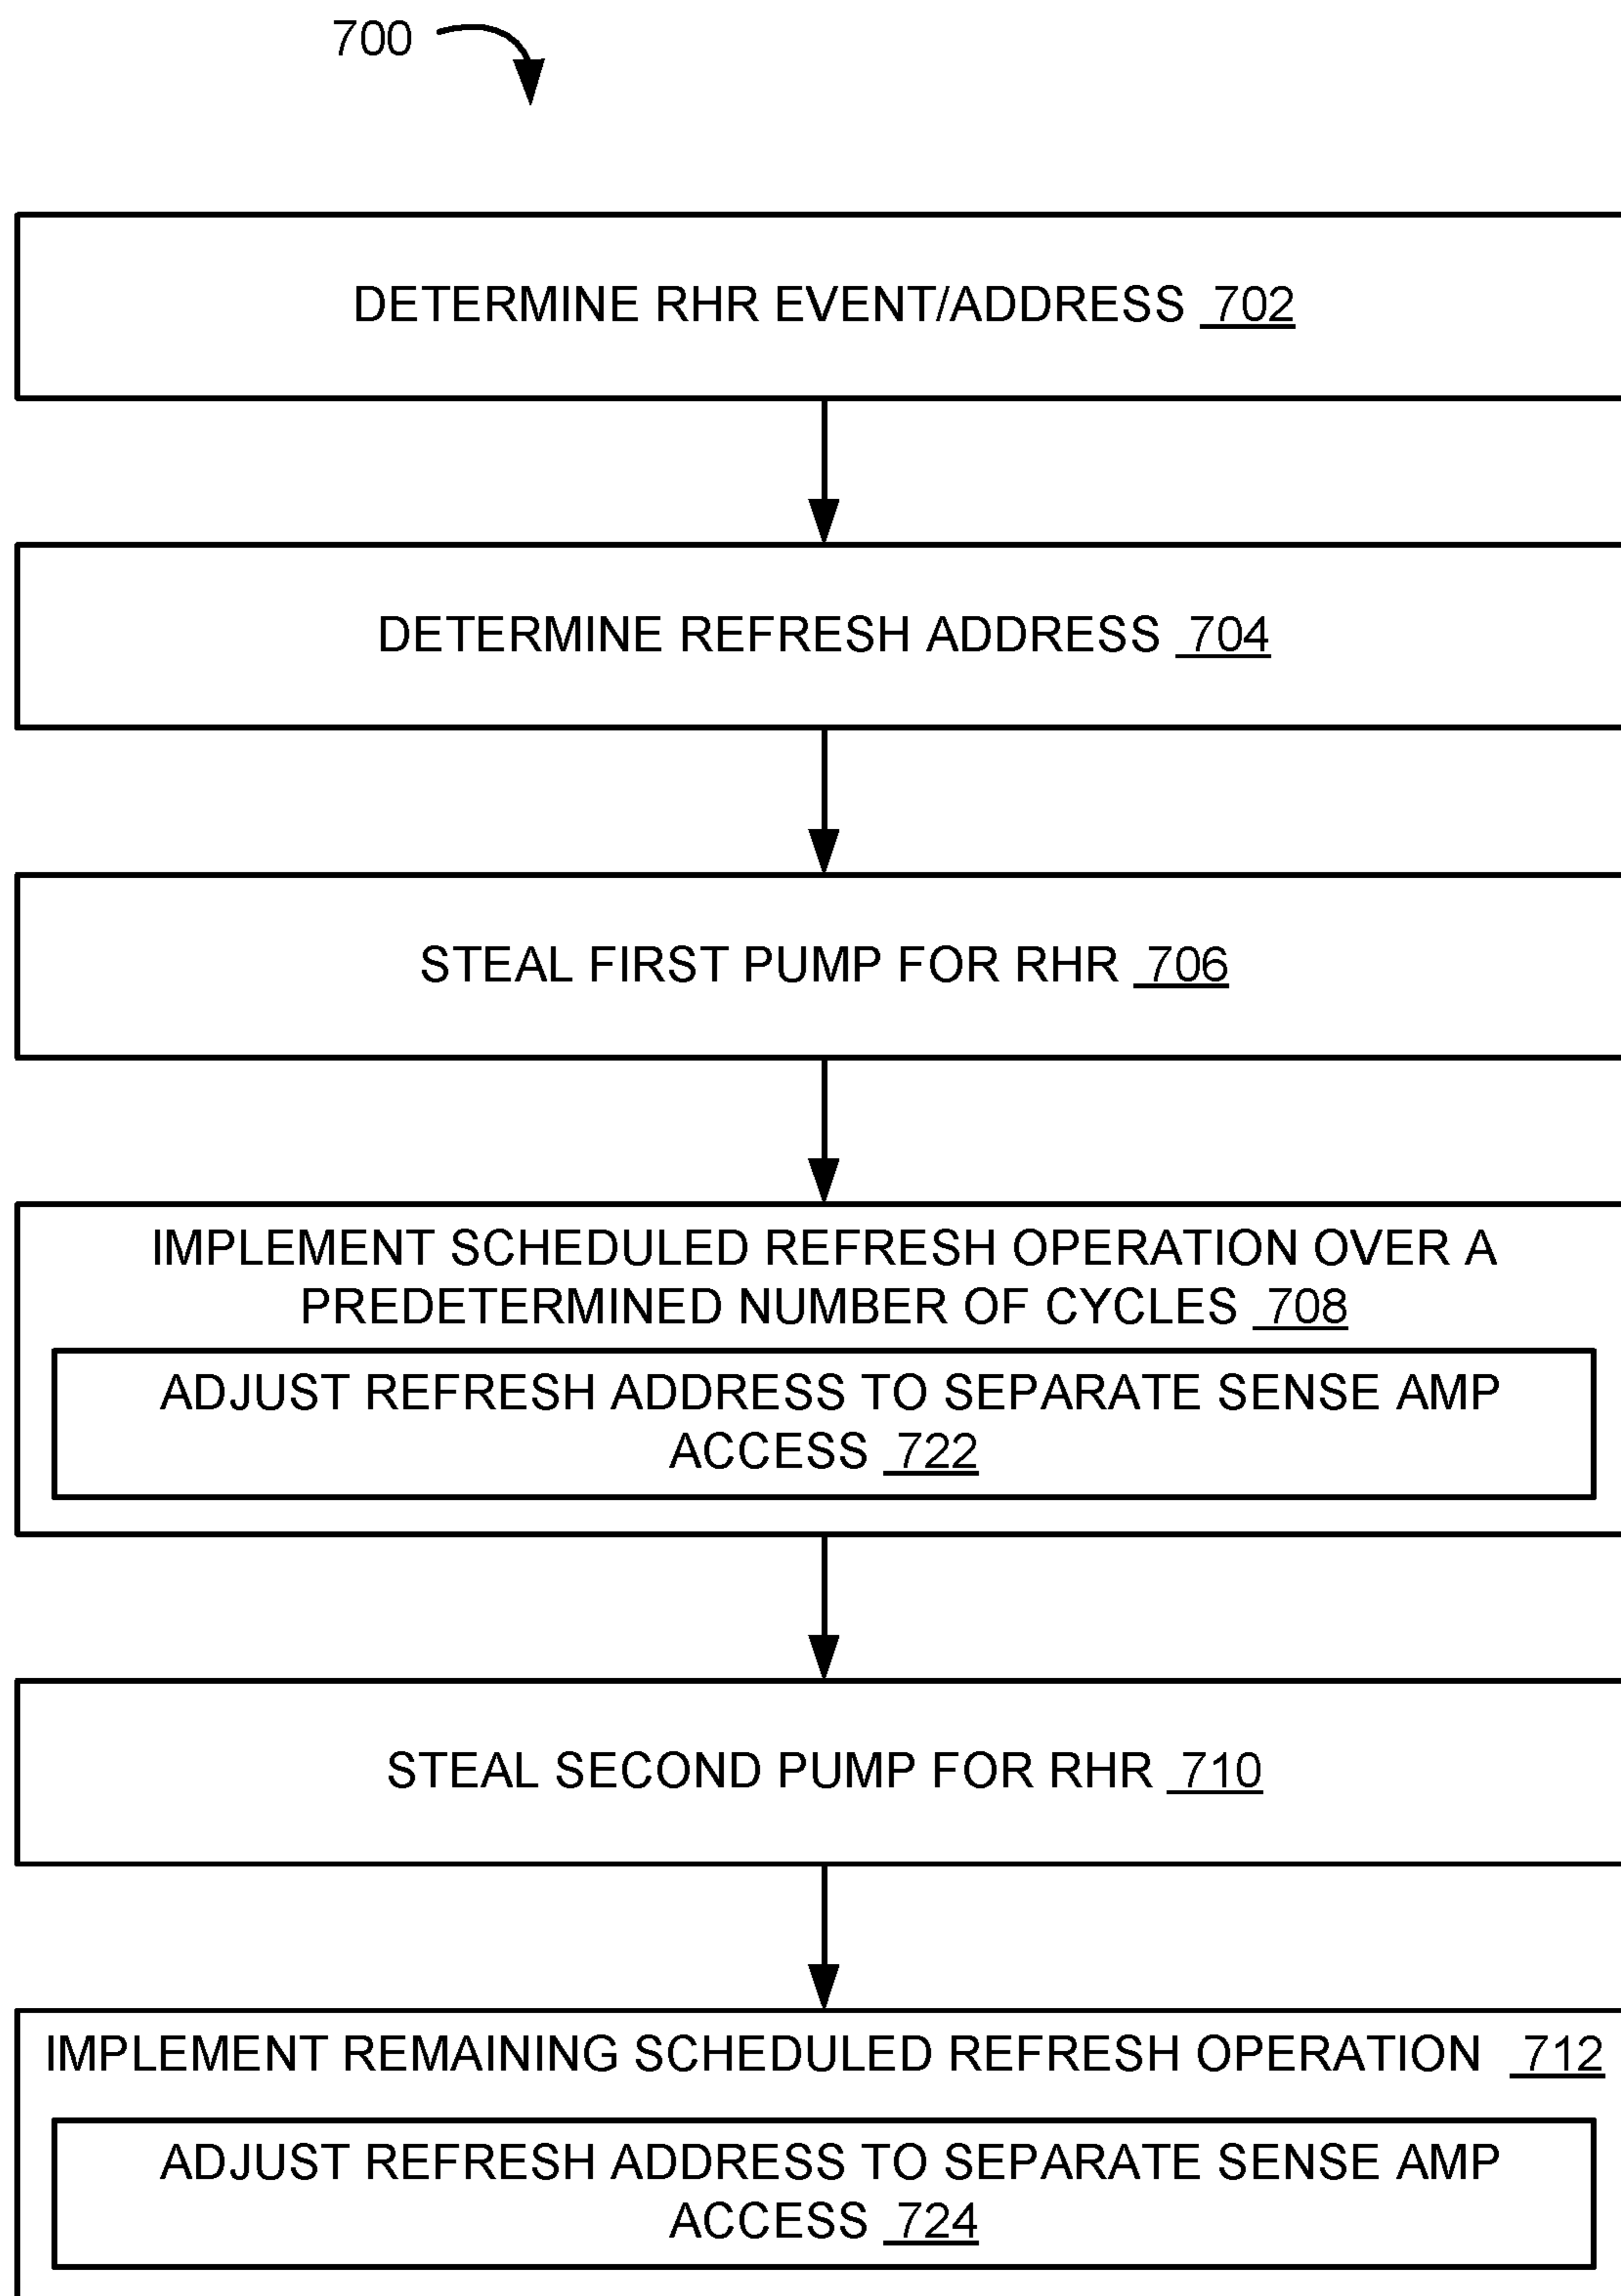 700
DETERMINE RHR EVENT/ADDRESS 702
DETERMINE REFRESH ADDRESS 704
STEAL FIRST PUMP FOR RHR 706
IMPLEMENT SCHEDULED REFRESH OPERATION OVER A
PREDETERMINED NUMBER OF CYCLES 708
ADJUST REFRESH ADDRESS TO SEPARATE SENSE AMP
ACCESS 722
STEAL SECOND PUMP FOR RHR 710
IMPLEMENT REMAINING SCHEDULED REFRESH OPERATION 712
ADJUST REFRESH ADDRESS TO SEPARATE SENSE AMP
ACCESS 724